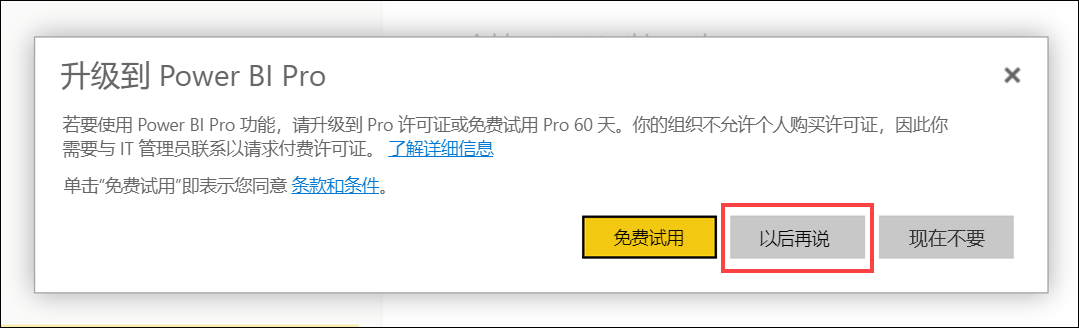 升级到 Power BI Pro
若要使用 Power BI Pro 功能，请升级到 Pro 许可证或免费试用 Pro 60 天。你的组织不允许个人购买许可证，因此你
需要与 IT 管理员联系以请求付费许可证。 了解详细信息
单击“免费试用”即表示您同意 条款和条件。
免费试用 以后再说 现在不要